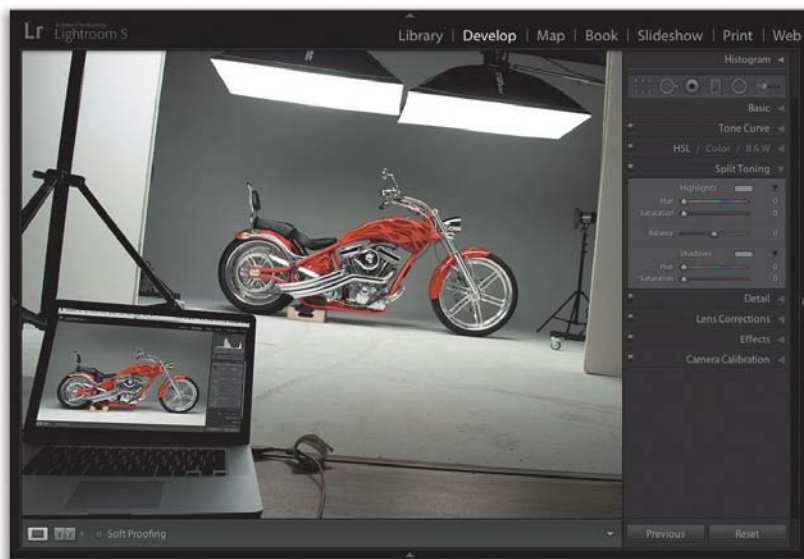 Lr Adobe Photoshop
Lightroom 5
Library | Develop | Map | Book | Slideshow | Print | Web
Histogram
Basic
Tone Curve
HSL / Color / B & W
Split Toning
Highlights
Hue 0
Saturation 0
Balance 0
Shadows
Hue 0
Saturation 0
Detail
Lens Corrections
Effects
Camera Calibration
Y Y Soft Proofing
Previous Reset